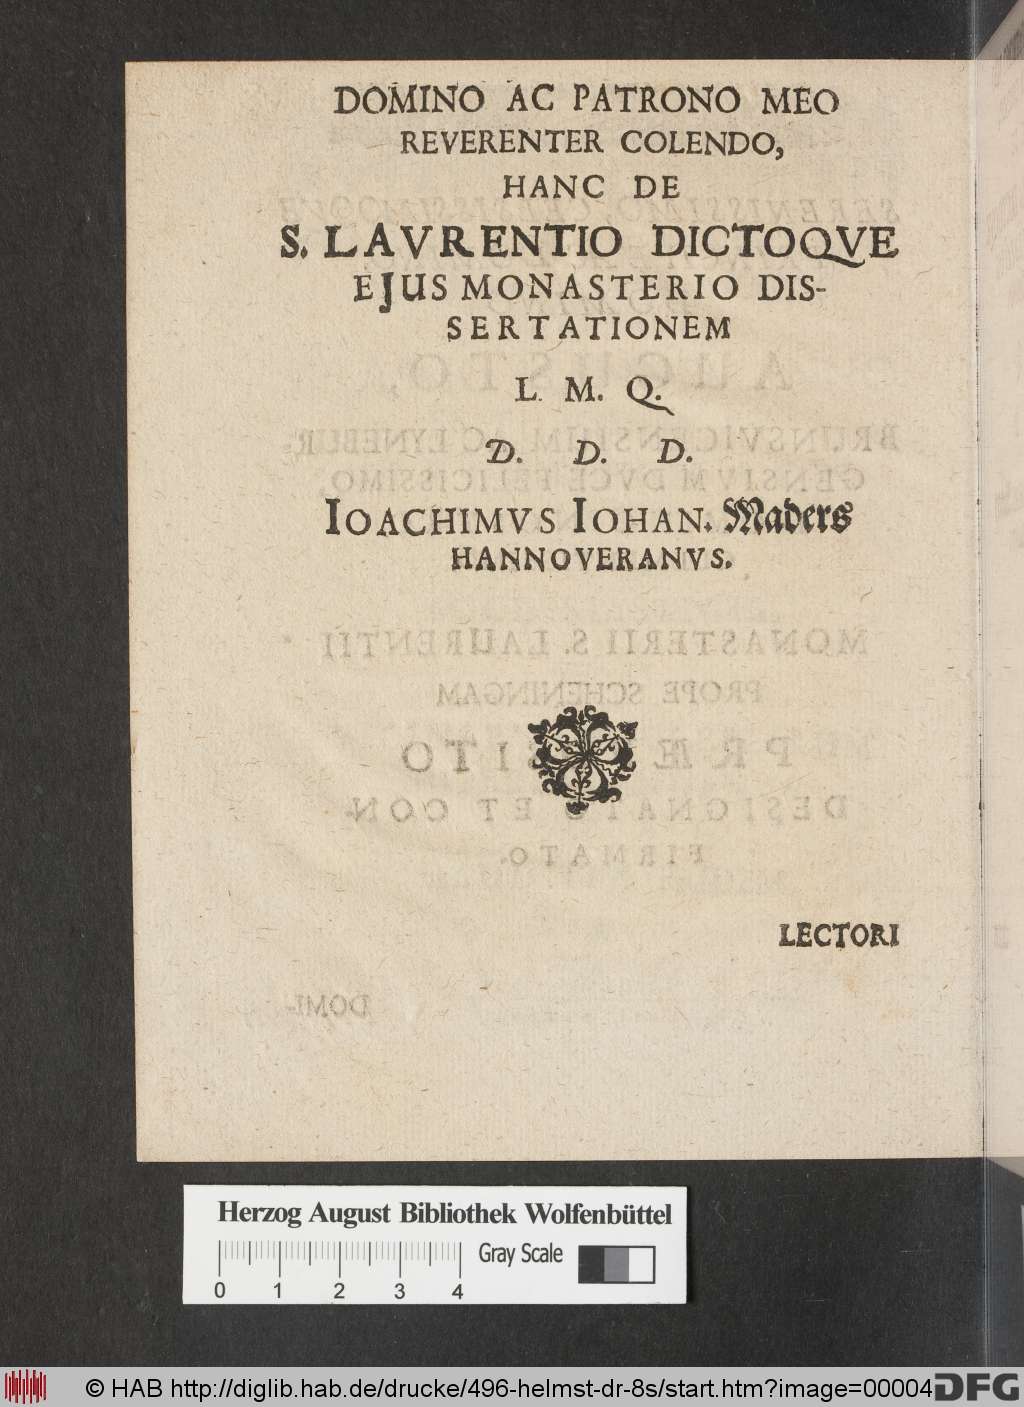 DOMINO AC PATRONO MEO
REVERENTER COLENDO,
HANC DE
S. LAVRENTIO DICTOQVE
EJUS MONASTERIO DIS-
SERTATIONEM
L. M. Q.
D. D. D.
IOACHIMVS IOHAN. Maders
HANNOVERANVS.
LECTORI
Herzog August Bibliothek Wolfenbüttel
Gray Scale
0 1 2 3 4
© HAB http://diglib.hab.de/drucke/496-helmst-dr-8s/start.htm?image=00004
DFG